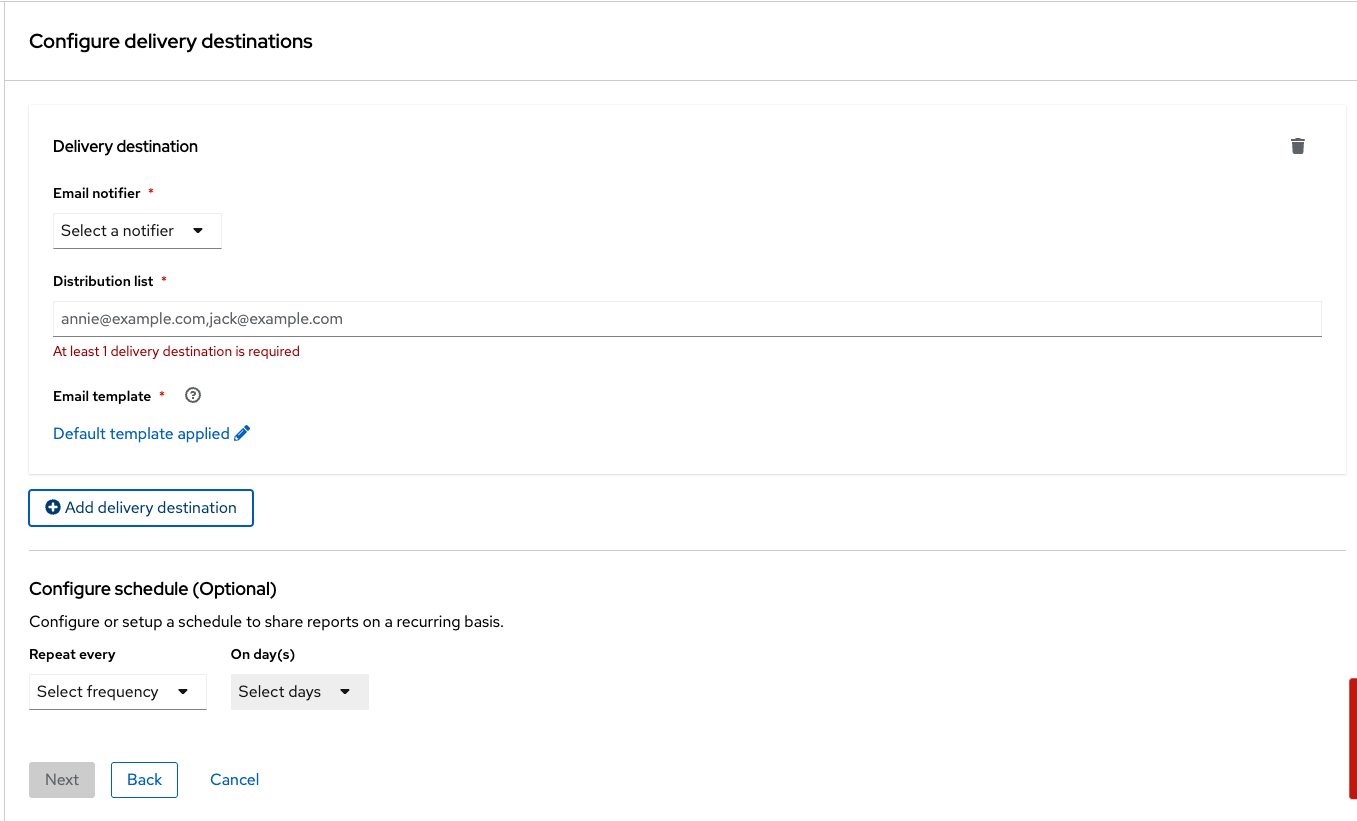 Configure delivery destinations
Delivery destination
Email notifier *
Select a notifier
Distribution list *
annie@example.com,jack@example.com
At least 1 delivery destination is required
Email template *
Default template applied
Add delivery destination
Configure schedule (Optional)
Configure or setup a schedule to share reports on a recurring basis.
Repeat every On day(s)
Select frequency Select days
Next Back Cancel